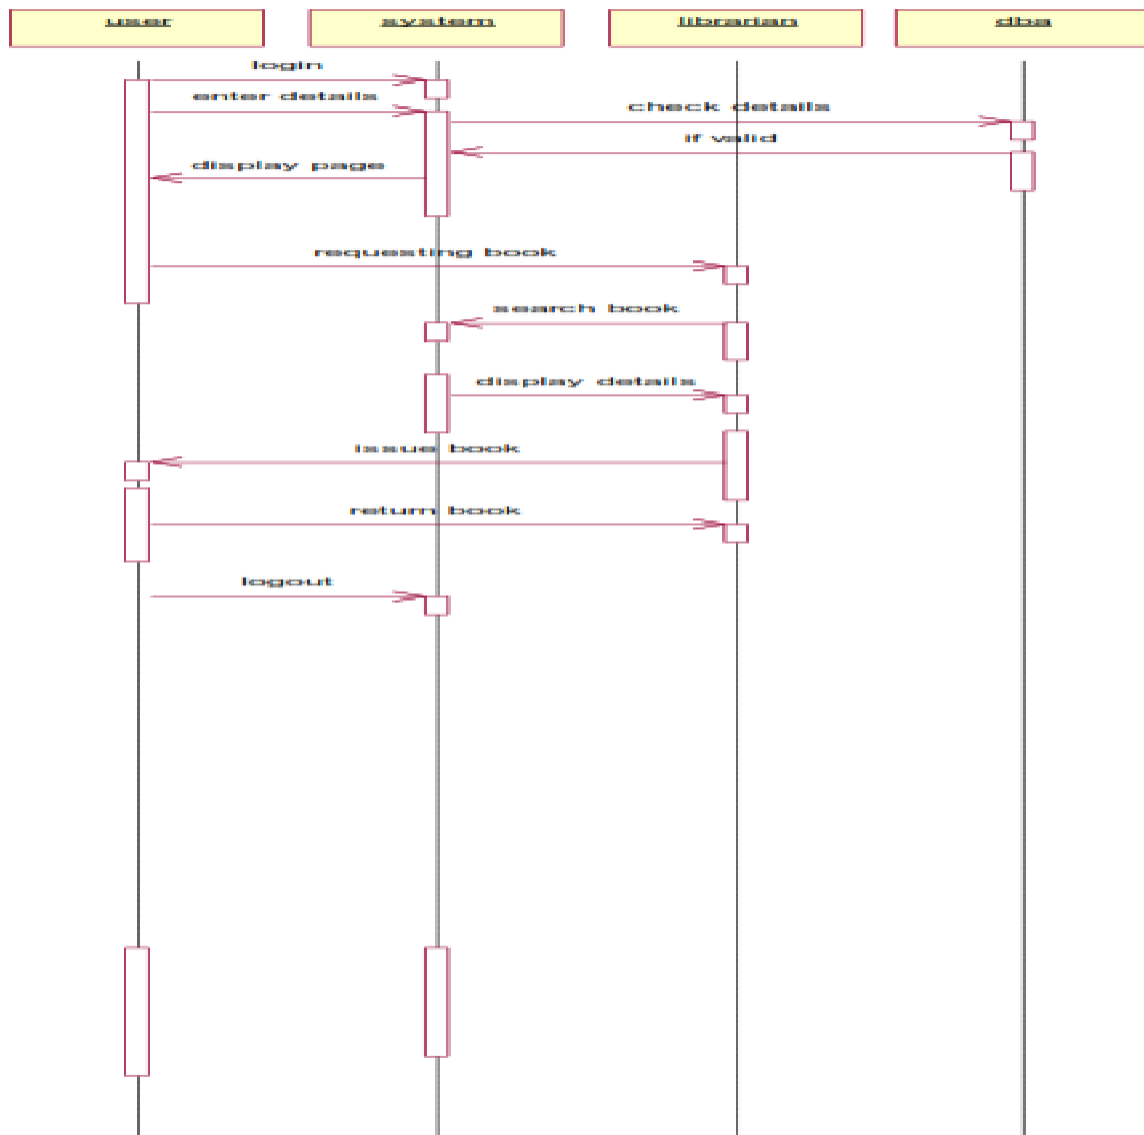 user
system
librarian
dba
login
enter details
check details
if valid
display page
requesting book
search book
display details
issue book
return book
logout